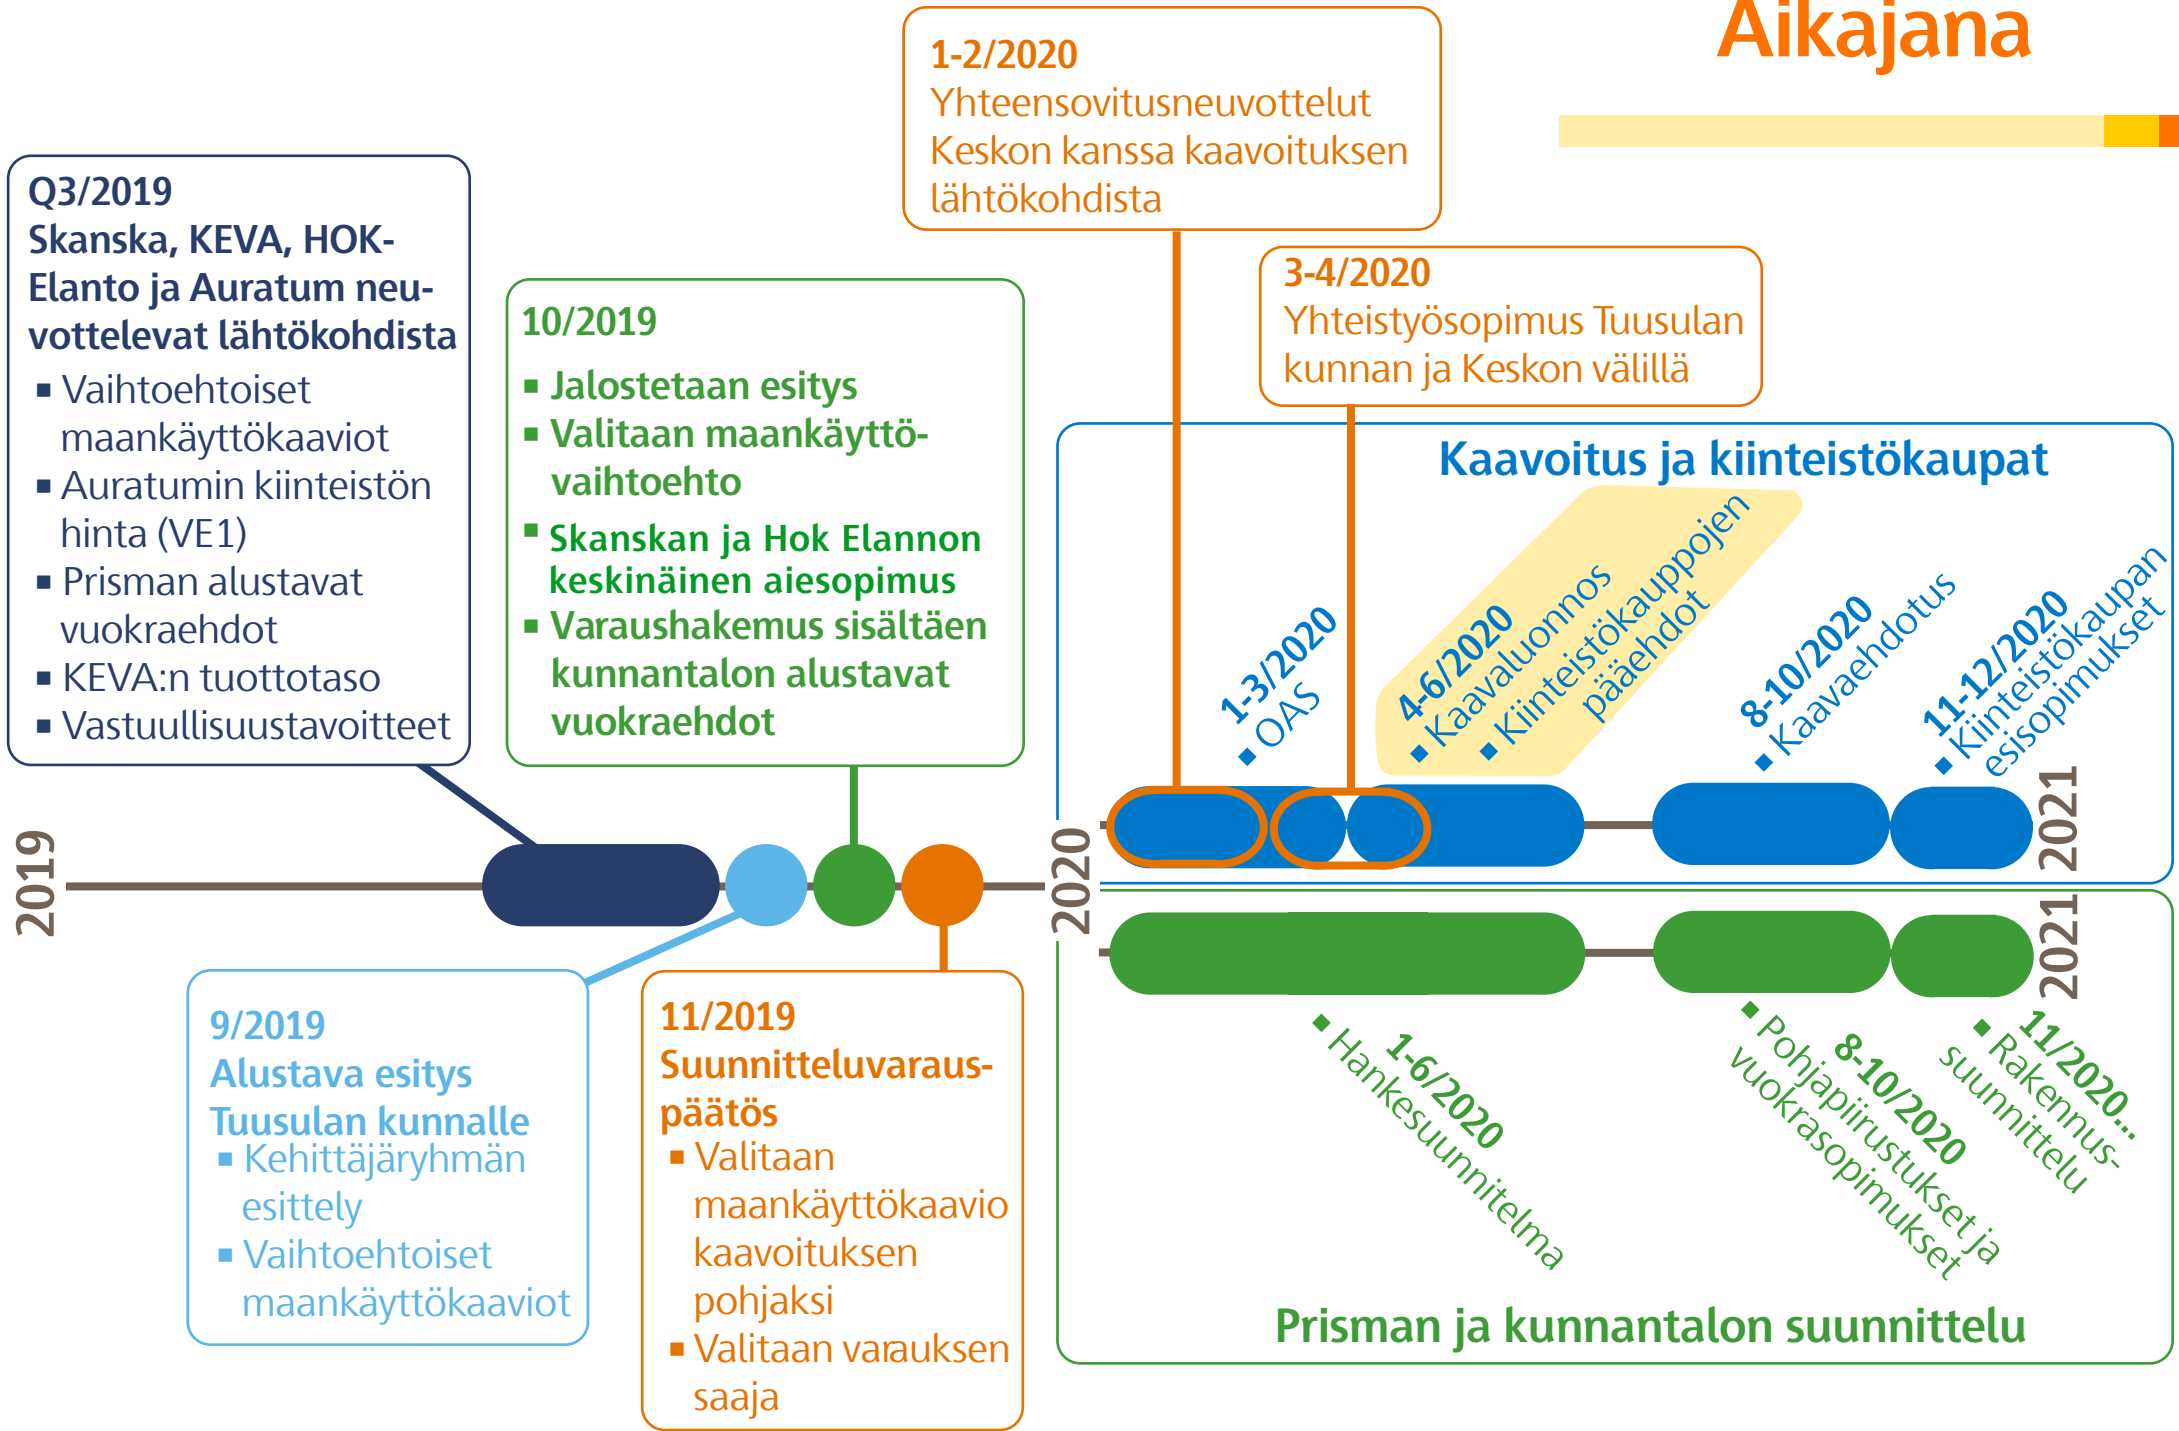 Aikajana
1-2/2020
Yhteensovitusneuvottelut
Keskon kanssa kaavoituksen
lähtökohdista
Q3/2019
Skanska, KEVA, HOK-
Elanto ja Auratum neu-
vottelevat lähtökohdista
▪ Vaihtoehtoiset
maankäyttökaaviot
▪ Auratumin kiinteistön
hinta (VE1)
▪ Prisman alustavat
vuokraehdot
▪ KEVA:n tuottotaso
▪ Vastuullisuustavoitteet
10/2019
▪ Jalostetaan esitys
▪ Valitaan maankäyttö-
vaihtoehto
▪ Skanskan ja Hok Elannon
keskinäinen aiesopimus
▪ Varaushakemus sisältäen
kunnantalon alustavat
vuokraehdot
3-4/2020
Yhteistyösopimus Tuusulan
kunnan ja Keskon välillä
Kaavoitus ja kiinteistökaupat
1-3/2020
▪ OAS
4-6/2020
▪ Kaavaluonnos
▪ Kiinteistökauppojen
pääehdot
8-10/2020
▪ Kaavaehdotus
11-12/2020
▪ Kiinteistökaupan
esisopimukset
2019
2020
2021
2021
9/2019
Alustava esitys
Tuusulan kunnalle
▪ Kehittäjäryhmän
esittely
▪ Vaihtoehtoiset
maankäyttökaaviot
11/2019
Suunnitteluvaraus-
päätös
▪ Valitaan
maankäyttökaavio
kaavoituksen
pohjaksi
▪ Valitaan varauksen
saaja
1-6/2020
▪ Hankesuunnitelma
8-10/2020
▪ Pohjapiirustukset ja
vuokrasopimukset
11/2020...
▪ Rakennus-
suunnittelu
Prisman ja kunnantalon suunnittelu